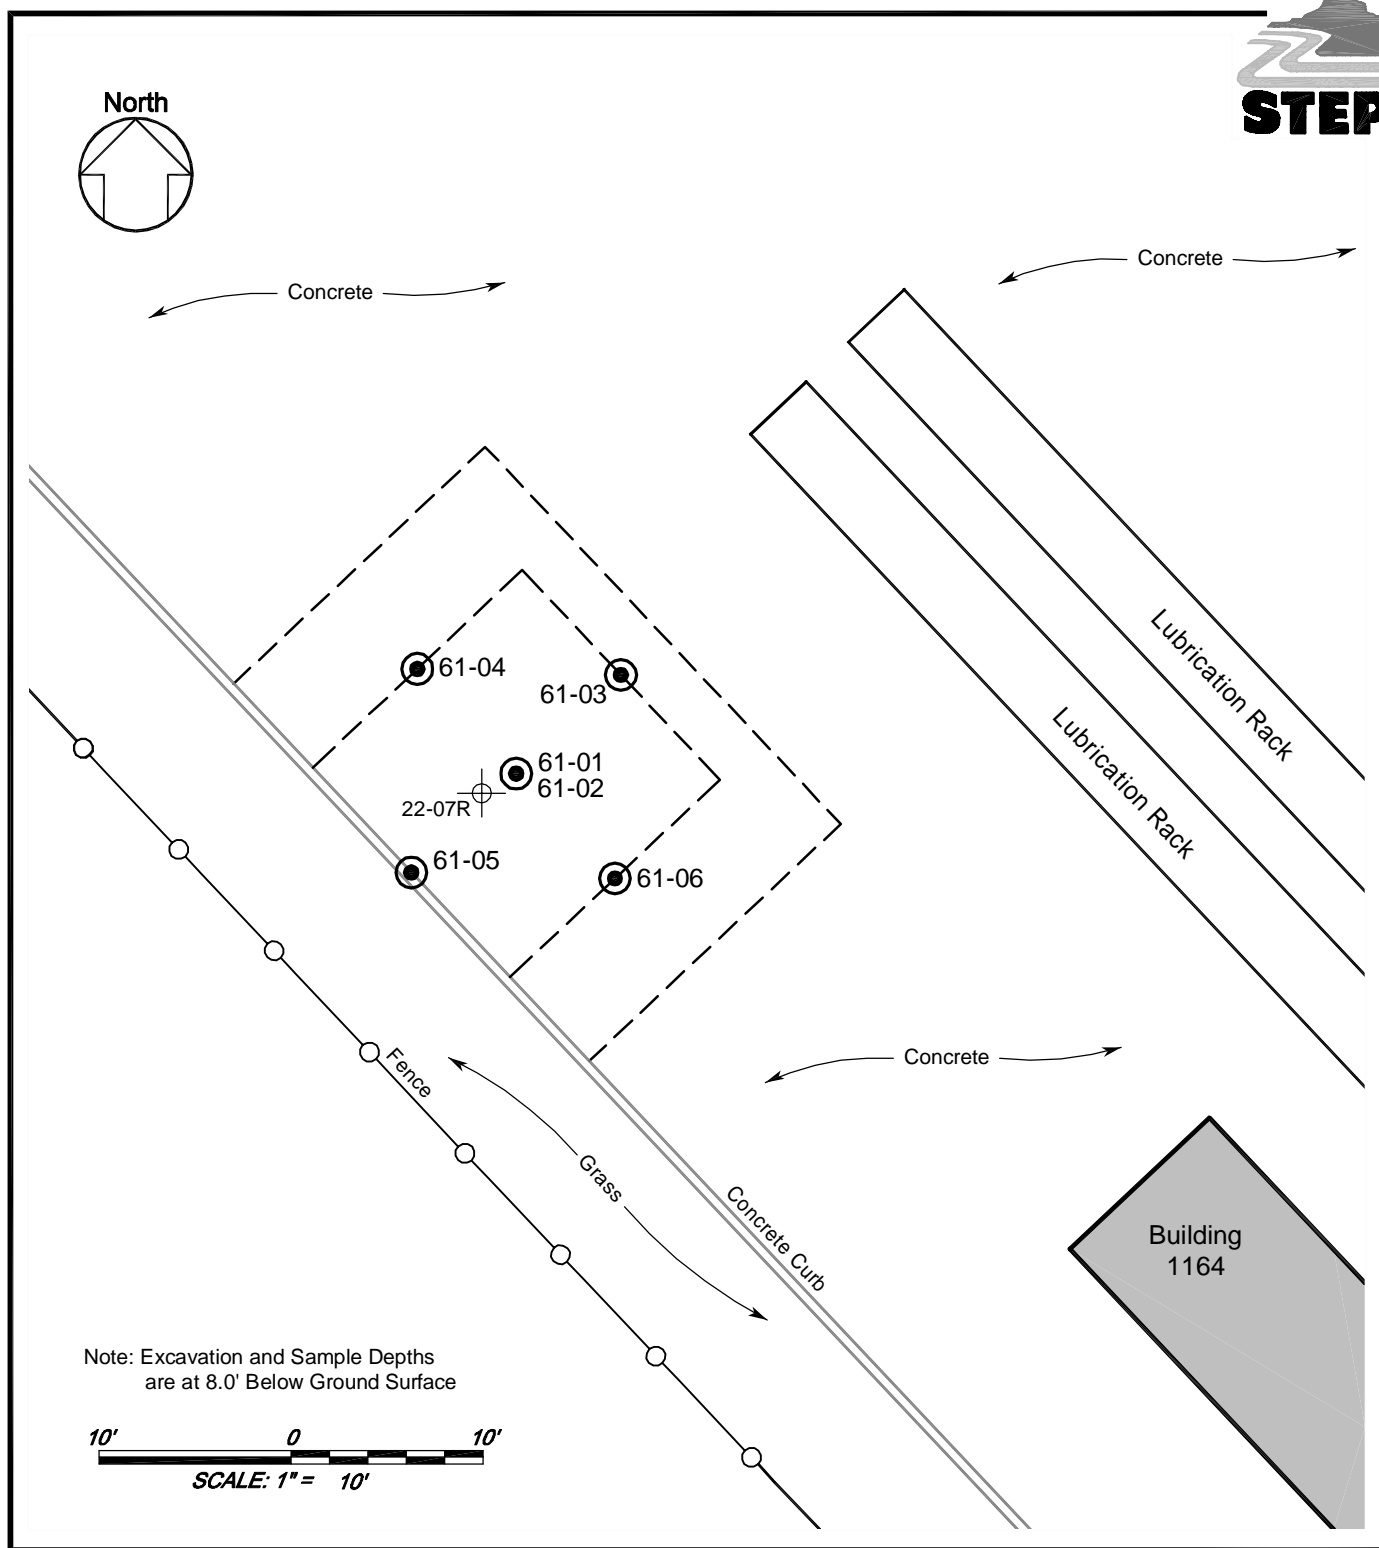 STEP
North
Concrete
Concrete
61-04
61-03
61-01
61-02
22-07R
61-05
61-06
Lubrication Rack
Lubrication Rack
Fence
Concrete
Grass
Concrete Curb
Building
1164
Note: Excavation and Sample Depths
are at 8.0' Below Ground Surface
10' 0 10'
SCALE: 1" = 10'